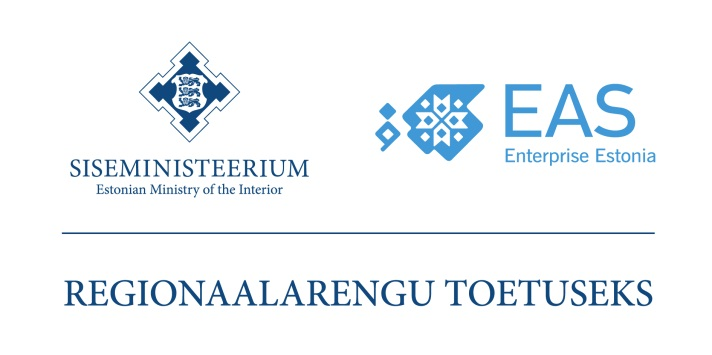 SISEMINISTEERIUM
Estonian Ministry of the Interior
EAS
Enterprise Estonia
REGIONAALARENGU TOETUSEKS